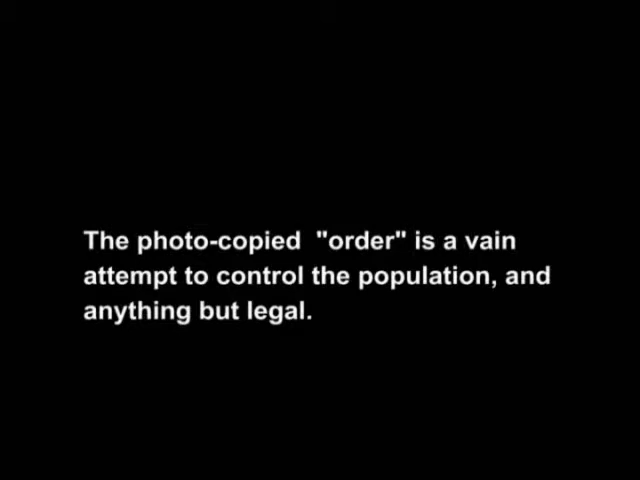 The photo-copied  "order" is a vain
attempt to control the population, and
anything but legal.